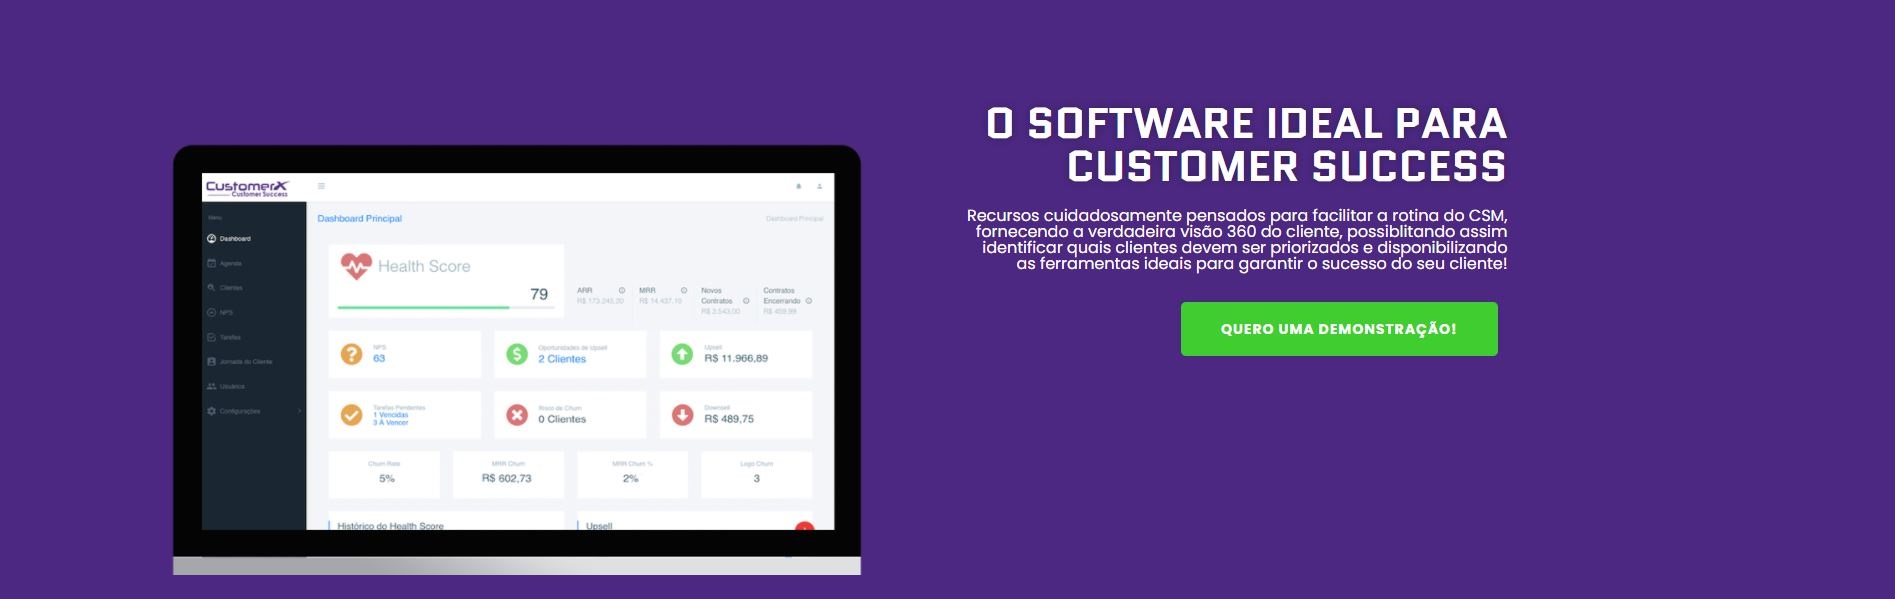 O SOFTWARE IDEAL PARA
CUSTOMER SUCCESS
Recursos cuidadosamente pensados para facilitar a rotina do CSM,
fornecendo a verdadeira visão 360 do cliente, possiblitando assim
identificar quais clientes devem ser priorizados e disponibilizando
as ferramentas ideais para garantir o sucesso do seu cliente!
QUERO UMA DEMONSTRAÇÃO!
CustomerX
Customer Success
Menu
Dashboard
Agenda
Clientes
NPS
Tarefas
Jornada do Cliente
Usuários
Configurações
Dashboard Principal
Dashboard Principal
Health Score
79
ARR
R$ 173.245,20
MRR
R$ 14.437,10
Novos
Contratos
R$ 3.543,00
Contratos
Encerrando
R$ 459,99
NPS
63
Oportunidades de Upsell
2 Clientes
Upsell
R$ 11.966,89
Tarefas Pendentes
1 Vencidas
3 A Vencer
Risco de Churn
0 Clientes
Downsell
R$ 489,75
Churn Rate
5%
MRR Churn
R$ 602,73
MRR Churn %
2%
Logo Churn
3
Histórico do Health Score
Upsell